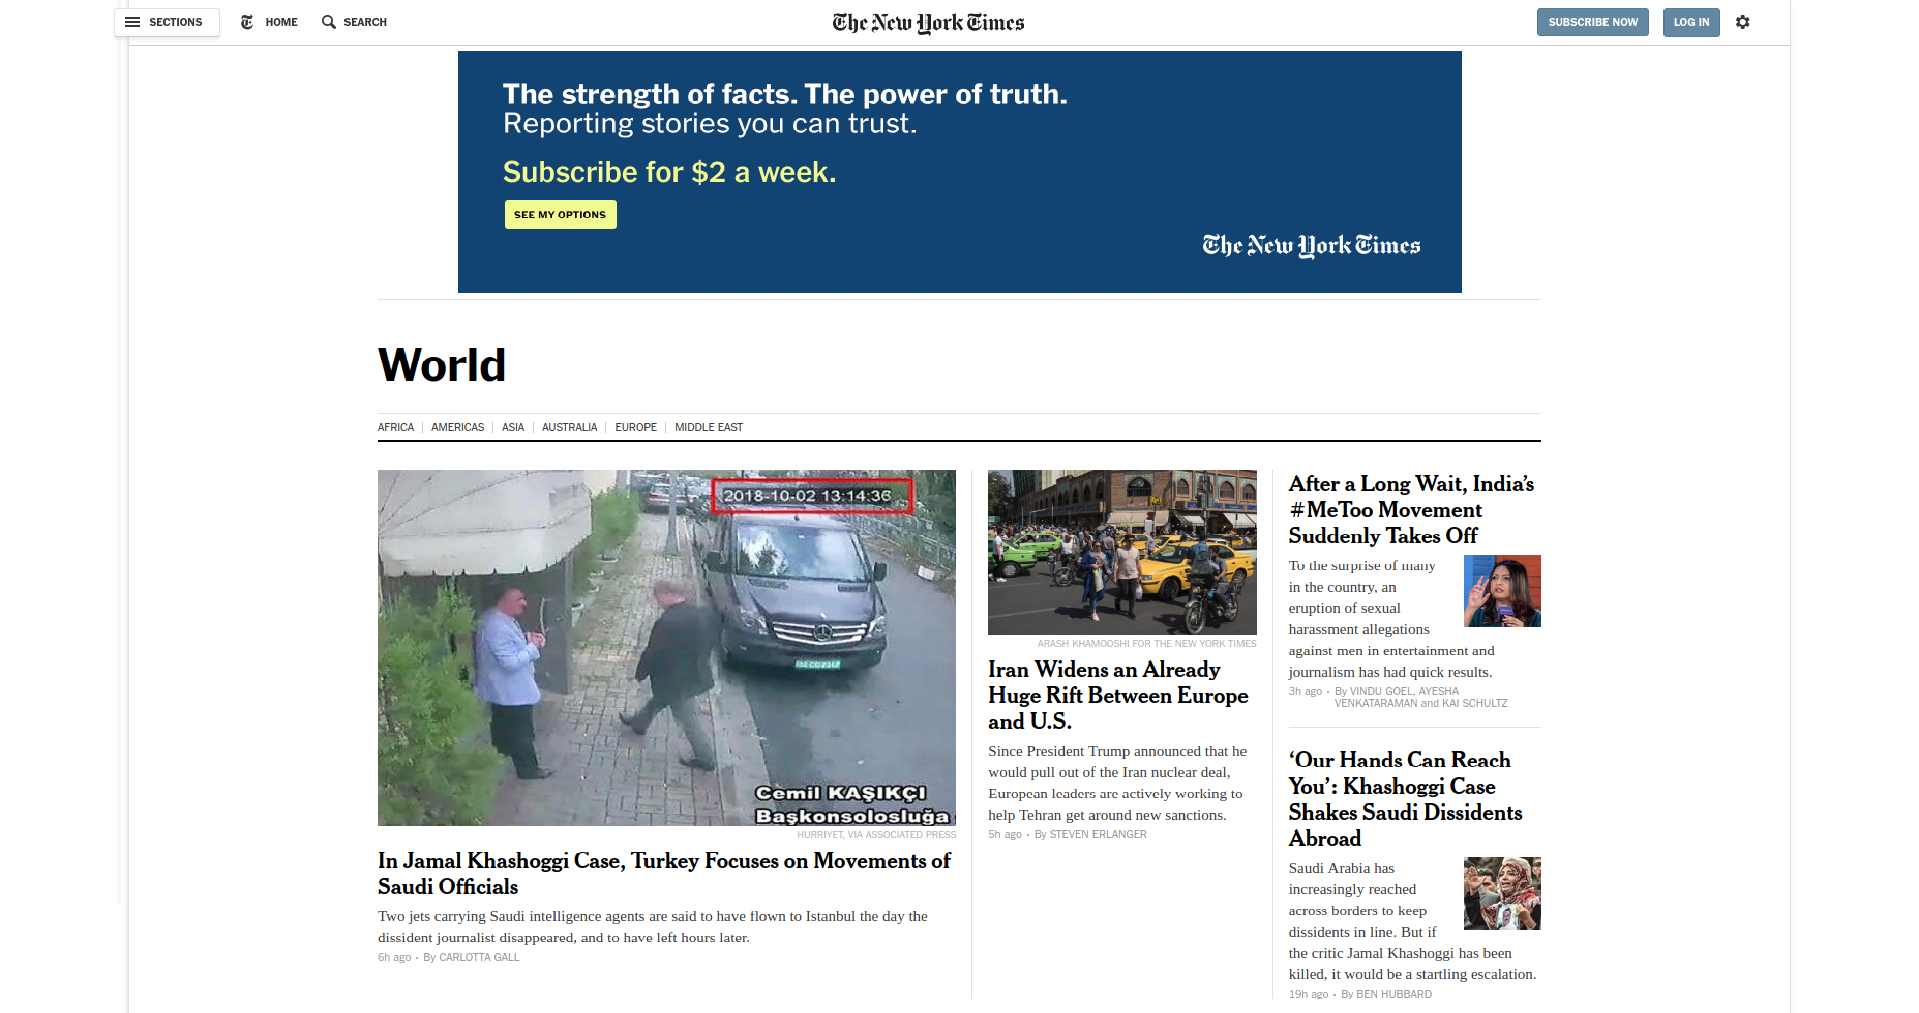 SECTIONS
HOME
SEARCH
The New York Times
SUBSCRIBE NOW
LOG IN
The strength of facts. The power of truth.
Reporting stories you can trust.
Subscribe for $2 a week.
SEE MY OPTIONS
The New York Times
World
AFRICA
AMERICAS
ASIA
AUSTRALIA
EUROPE
MIDDLE EAST
2018-10-02 13:14:36
Cemil KAŞIKÇI
Başkonsolosluğa
HURRIYET, VIA ASSOCIATED PRESS
In Jamal Khashoggi Case, Turkey Focuses on Movements of
Saudi Officials
Two jets carrying Saudi intelligence agents are said to have flown to Istanbul the day the
dissident journalist disappeared, and to have left hours later.
6h ago · By CARLOTTA GALL
ARASH KHAMOOSHI FOR THE NEW YORK TIMES
Iran Widens an Already
Huge Rift Between Europe
and U.S.
Since President Trump announced that he
would pull out of the Iran nuclear deal,
European leaders are actively working to
help Tehran get around new sanctions.
5h ago · By STEVEN ERLANGER
After a Long Wait, India’s
#MeToo Movement
Suddenly Takes Off
To the surprise of many
in the country, an
eruption of sexual
harassment allegations
against men in entertainment and
journalism has had quick results.
3h ago · By VINDU GOEL, AYESHA
VENKATARAMAN and KAI SCHULTZ
‘Our Hands Can Reach
You’: Khashoggi Case
Shakes Saudi Dissidents
Abroad
Saudi Arabia has
increasingly reached
across borders to keep
dissidents in line. But if
the critic Jamal Khashoggi has been
killed, it would be a startling escalation.
19h ago · By BEN HUBBARD